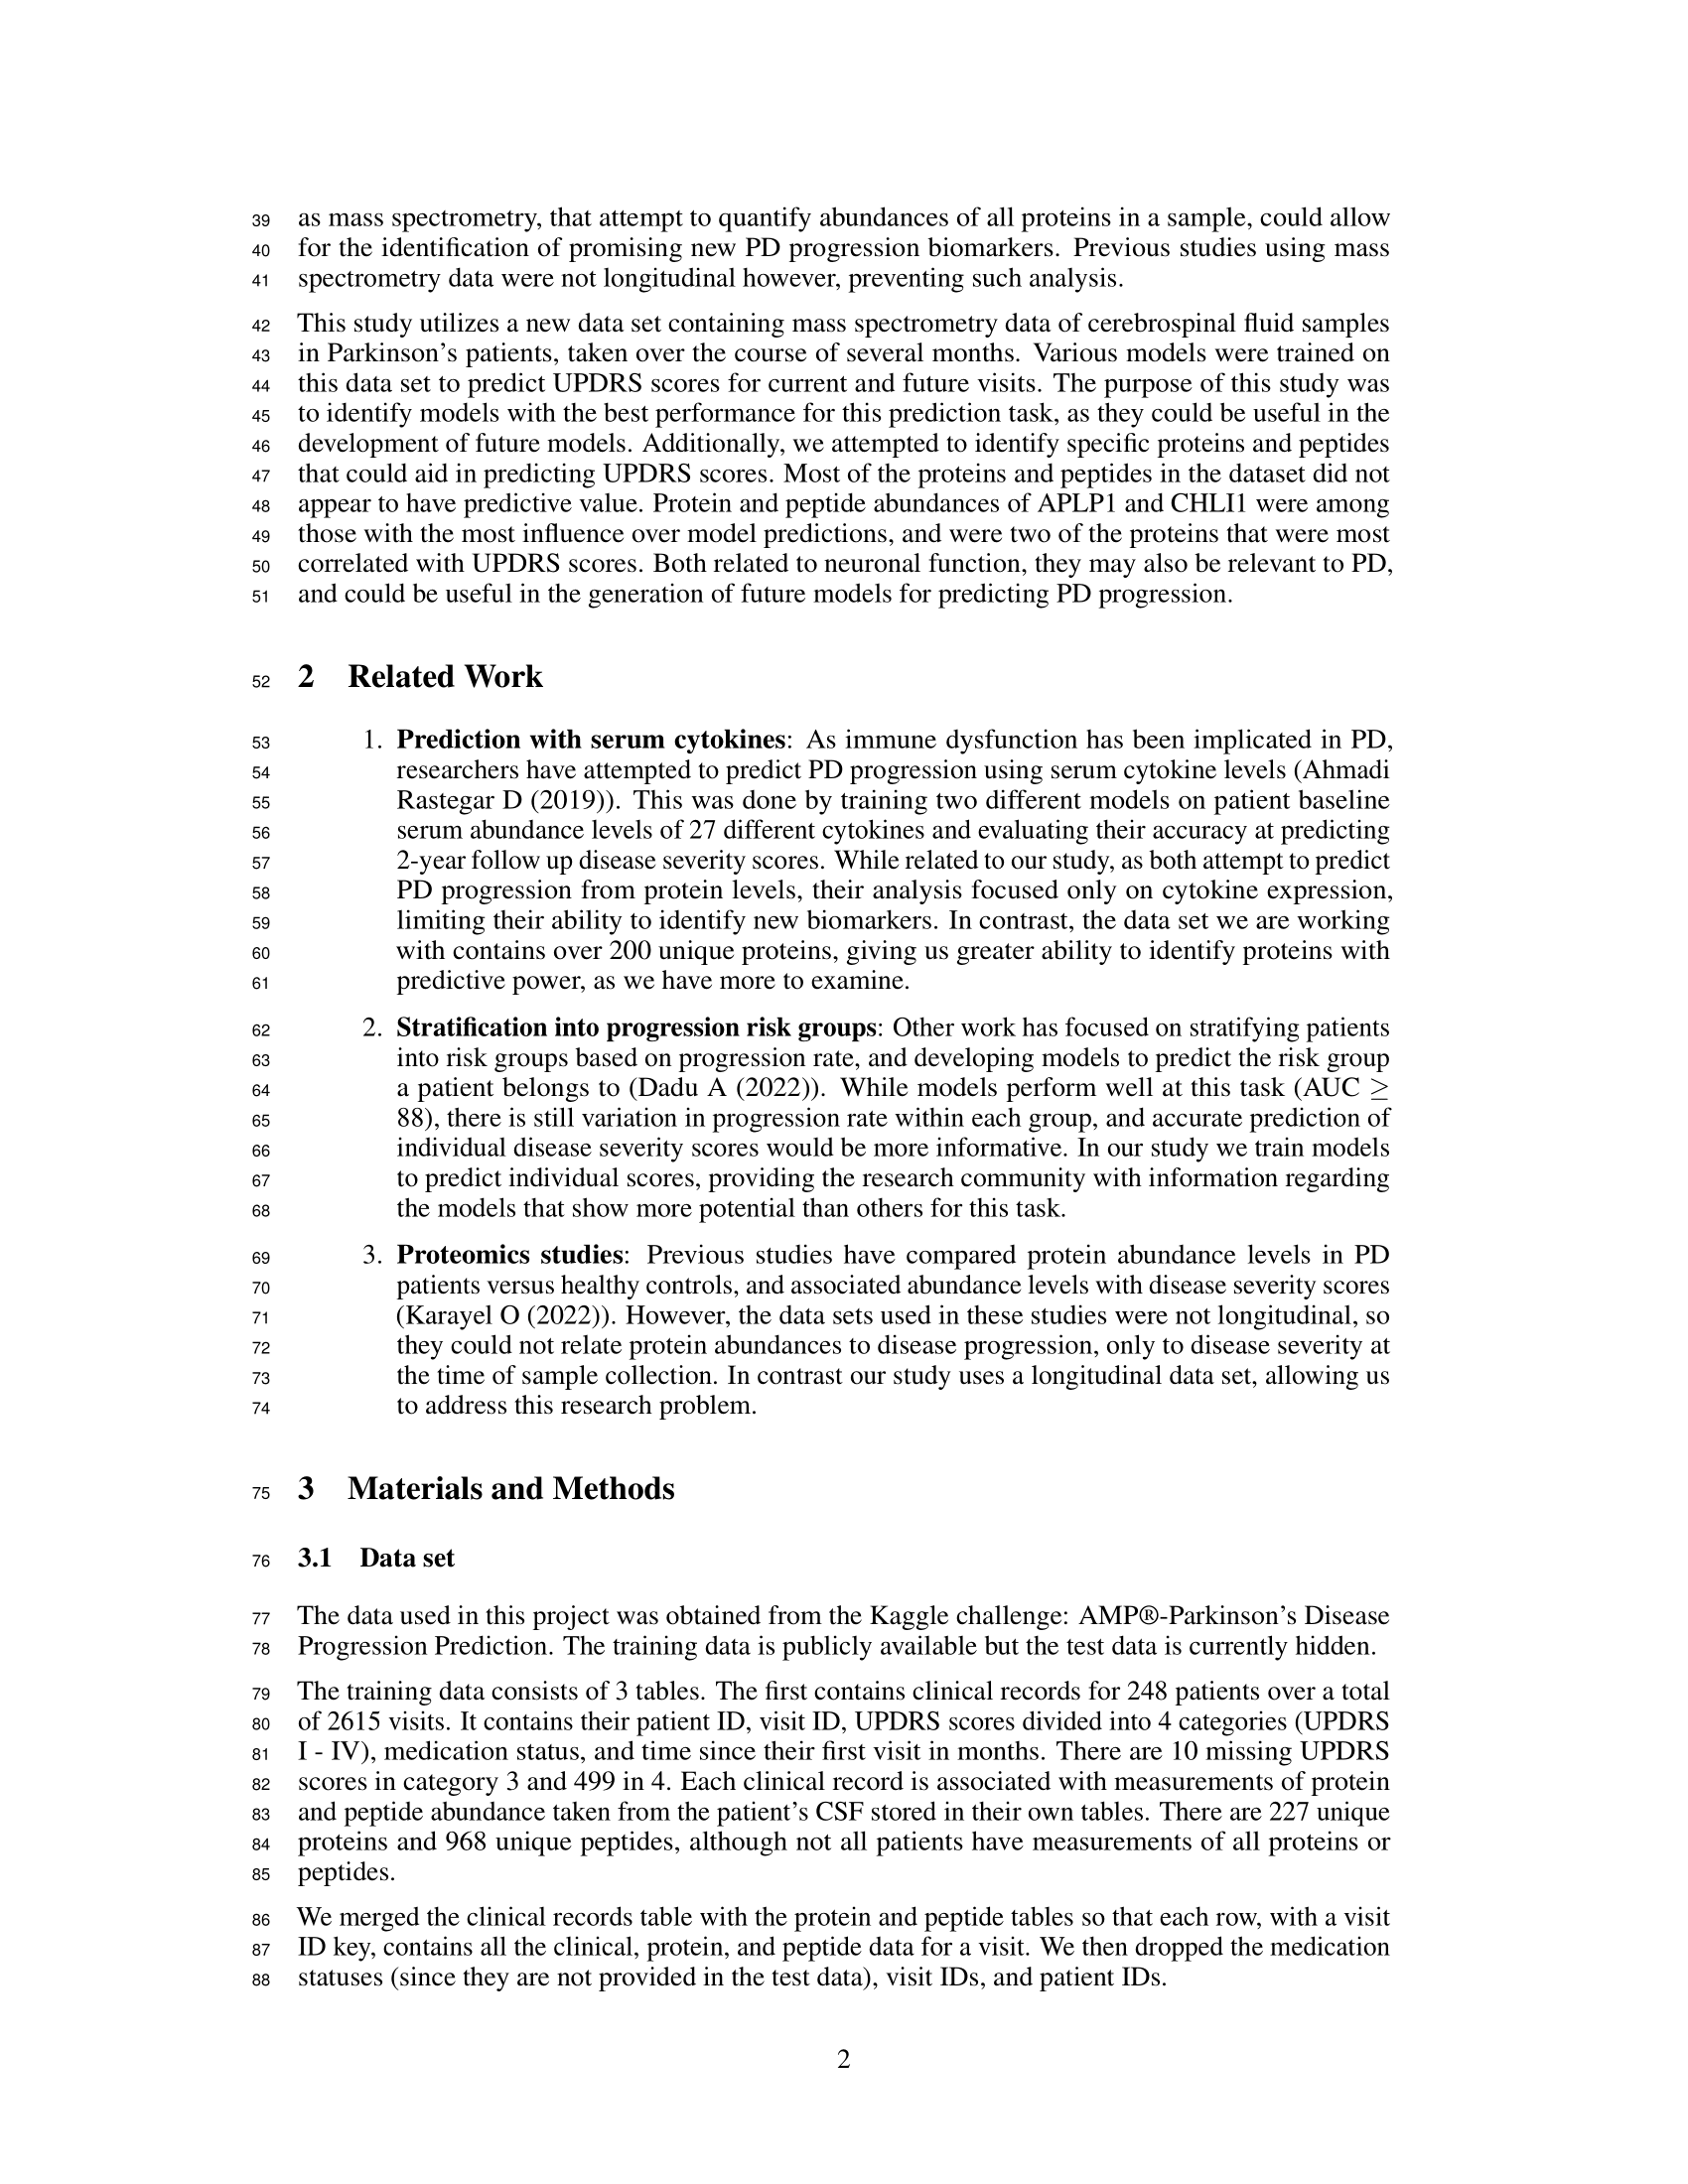 39 as mass spectrometry, that attempt to quantify abundances of all proteins in a sample, could allow
40 for the identification of promising new PD progression biomarkers. Previous studies using mass
41 spectrometry data were not longitudinal however, preventing such analysis.
42 This study utilizes a new data set containing mass spectrometry data of cerebrospinal fluid samples
43 in Parkinson's patients, taken over the course of several months. Various models were trained on
44 this data set to predict UPDRS scores for current and future visits. The purpose of this study was
45 to identify models with the best performance for this prediction task, as they could be useful in the
46 development of future models. Additionally, we attempted to identify specific proteins and peptides
47 that could aid in predicting UPDRS scores. Most of the proteins and peptides in the dataset did not
48 appear to have predictive value. Protein and peptide abundances of APLP1 and CHLI1 were among
49 those with the most influence over model predictions, and were two of the proteins that were most
50 correlated with UPDRS scores. Both related to neuronal function, they may also be relevant to PD,
51 and could be useful in the generation of future models for predicting PD progression.
52 2 Related Work
53 1. Prediction with serum cytokines: As immune dysfunction has been implicated in PD,
54 researchers have attempted to predict PD progression using serum cytokine levels (Ahmadi
55 Rastegar D (2019)). This was done by training two different models on patient baseline
56 serum abundance levels of 27 different cytokines and evaluating their accuracy at predicting
57 2-year follow up disease severity scores. While related to our study, as both attempt to predict
58 PD progression from protein levels, their analysis focused only on cytokine expression,
59 limiting their ability to identify new biomarkers. In contrast, the data set we are working
60 with contains over 200 unique proteins, giving us greater ability to identify proteins with
61 predictive power, as we have more to examine.
62 2. Stratification into progression risk groups: Other work has focused on stratifying patients
63 into risk groups based on progression rate, and developing models to predict the risk group
64 a patient belongs to (Dadu A (2022)). While models perform well at this task (AUC ≥
65 88), there is still variation in progression rate within each group, and accurate prediction of
66 individual disease severity scores would be more informative. In our study we train models
67 to predict individual scores, providing the research community with information regarding
68 the models that show more potential than others for this task.
69 3. Proteomics studies: Previous studies have compared protein abundance levels in PD
70 patients versus healthy controls, and associated abundance levels with disease severity scores
71 (Karayel O (2022)). However, the data sets used in these studies were not longitudinal, so
72 they could not relate protein abundances to disease progression, only to disease severity at
73 the time of sample collection. In contrast our study uses a longitudinal data set, allowing us
74 to address this research problem.
75 3 Materials and Methods
76 3.1 Data set
77 The data used in this project was obtained from the Kaggle challenge: AMP®-Parkinson's Disease
78 Progression Prediction. The training data is publicly available but the test data is currently hidden.
79 The training data consists of 3 tables. The first contains clinical records for 248 patients over a total
80 of 2615 visits. It contains their patient ID, visit ID, UPDRS scores divided into 4 categories (UPDRS
81 I - IV), medication status, and time since their first visit in months. There are 10 missing UPDRS
82 scores in category 3 and 499 in 4. Each clinical record is associated with measurements of protein
83 and peptide abundance taken from the patient's CSF stored in their own tables. There are 227 unique
84 proteins and 968 unique peptides, although not all patients have measurements of all proteins or
85 peptides.
86 We merged the clinical records table with the protein and peptide tables so that each row, with a visit
87 ID key, contains all the clinical, protein, and peptide data for a visit. We then dropped the medication
88 statuses (since they are not provided in the test data), visit IDs, and patient IDs.
2